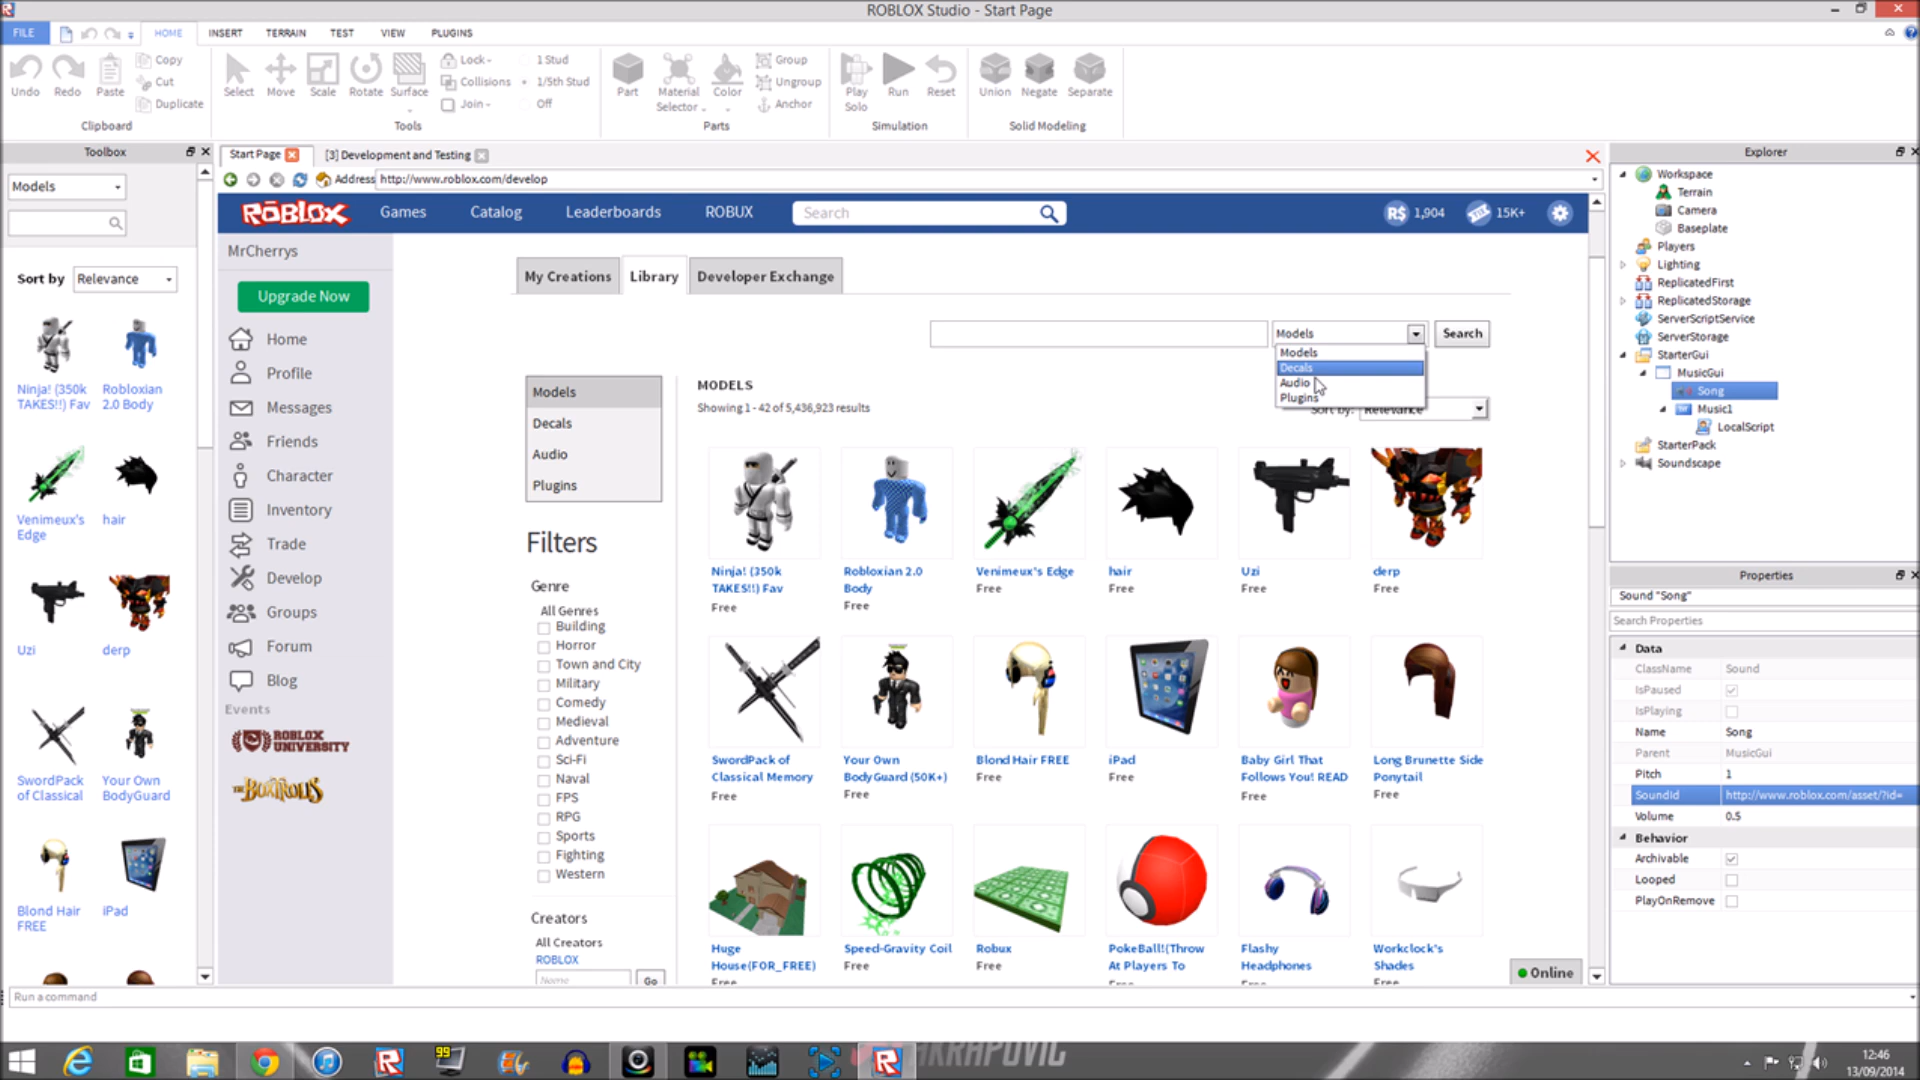 ROBLOX Studio - Start Page
FILE
HOME
INSERT
TERRAIN
TEST
VIEW
PLUGINS
Undo
Redo
Paste
Copy
Cut
Duplicate
Clipboard
Select
Move
Scale
Rotate
Surface
Lock
Collisions
Join
1 Stud
1/5th Stud
Off
Tools
Part
Material
Selector
Color
Group
Ungroup
Anchor
Parts
Play
Solo
Run
Reset
Simulation
Union
Negate
Separate
Solid Modeling
Toolbox
Models
Sort by
Relevance
Ninja! (350k
TAKES!!) Fav
Robloxian
2.0 Body
Venimeux's
Edge
hair
Uzi
derp
SwordPack
of Classical
Your Own
BodyGuard
Blond Hair
FREE
iPad
Start Page
[3] Development and Testing
Address
http://www.roblox.com/develop
ROBLOX
Games
Catalog
Leaderboards
ROBUX
Search
R$ 1,904
15K+
MrCherrys
Upgrade Now
Home
Profile
Messages
Friends
Character
Inventory
Trade
Develop
Groups
Forum
Blog
Events
ROBLOX
UNIVERSITY
THE BOXTROLLS
My Creations
Library
Developer Exchange
Models
Search
Models
Decals
Audio
Plugins
Sort by:
Relevance
Models
Decals
Audio
Plugins
MODELS
Showing 1 - 42 of 5,436,923 results
Filters
Genre
All Genres
Building
Horror
Town and City
Military
Comedy
Medieval
Adventure
Sci-Fi
Naval
FPS
RPG
Sports
Fighting
Western
Creators
All Creators
ROBLOX
Name
Go
Ninja! (350k
TAKES!!) Fav
Free
Robloxian 2.0
Body
Free
Venimeux's Edge
Free
hair
Free
Uzi
Free
derp
Free
SwordPack of
Classical Memory
Free
Your Own
BodyGuard (50K+)
Free
Blond Hair FREE
Free
iPad
Free
Baby Girl That
Follows You! READ
Free
Long Brunette Side
Ponytail
Free
Huge
House(FOR_FREE)
Free
Speed-Gravity Coil
Free
Robux
Free
PokeBall!(Throw
At Players To
Free
Flashy
Headphones
Free
Workclock's
Shades
Free
Online
Explorer
Workspace
Terrain
Camera
Baseplate
Players
Lighting
ReplicatedFirst
ReplicatedStorage
ServerScriptService
ServerStorage
StarterGui
MusicGui
Song
Music1
LocalScript
StarterPack
Soundscape
Properties
Sound "Song"
Search Properties
Data
ClassName
Sound
IsPaused
IsPlaying
Name
Song
Parent
MusicGui
Pitch
1
SoundId
http://www.roblox.com/asset/?id=
Volume
0.5
Behavior
Archivable
Looped
PlayOnRemove
Run a command
99
AKRAPOVIC
12:46
13/09/2014